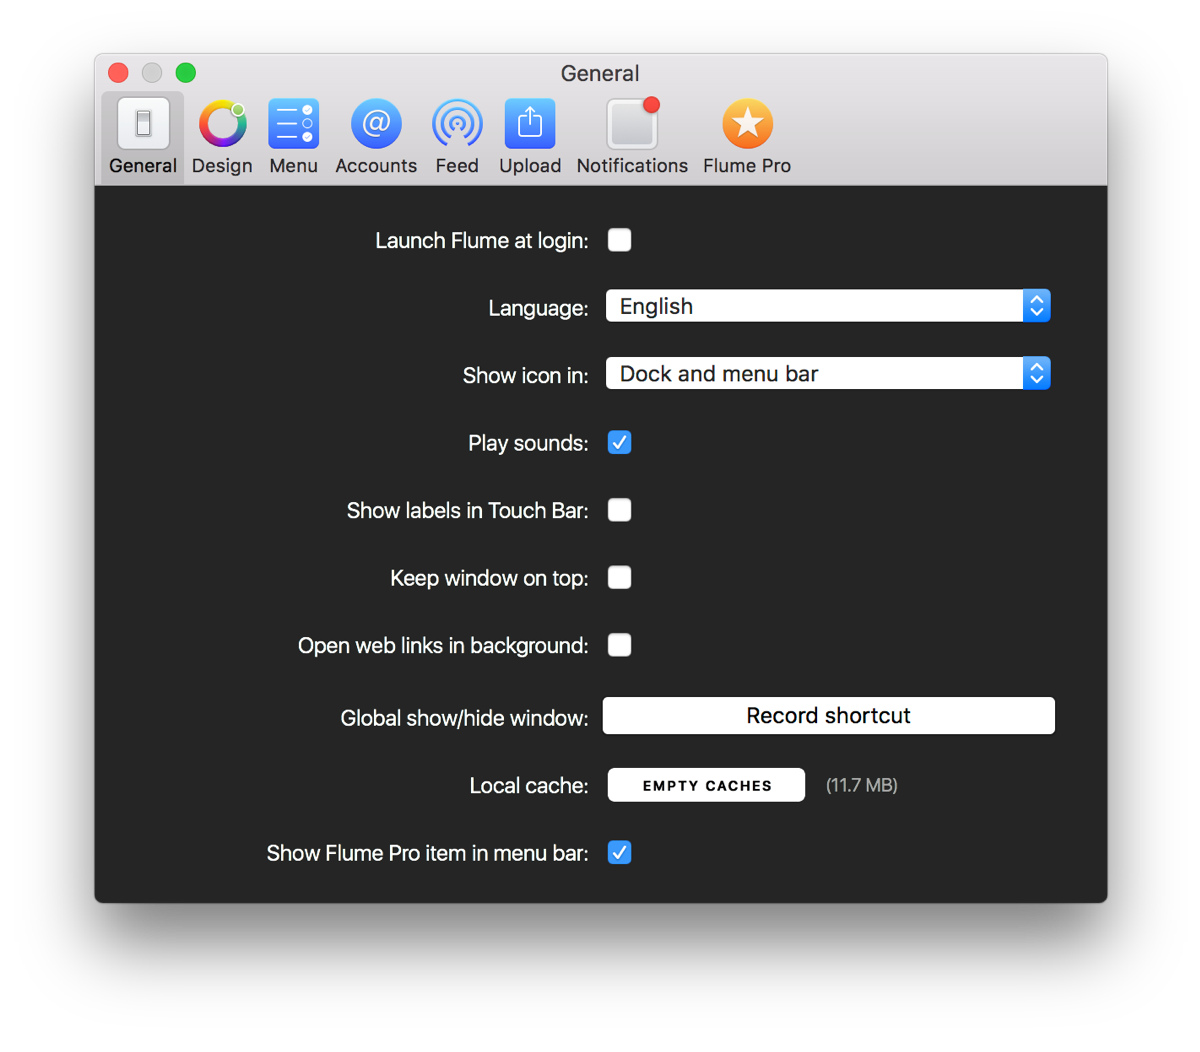 General
General Design Menu Accounts Feed Upload Notifications Flume Pro
Launch Flume at login:
Language: English
Show icon in: Dock and menu bar
Play sounds:
Show labels in Touch Bar:
Keep window on top:
Open web links in background:
Global show/hide window: Record shortcut
Local cache: EMPTY CACHES (11.7 MB)
Show Flume Pro item in menu bar: